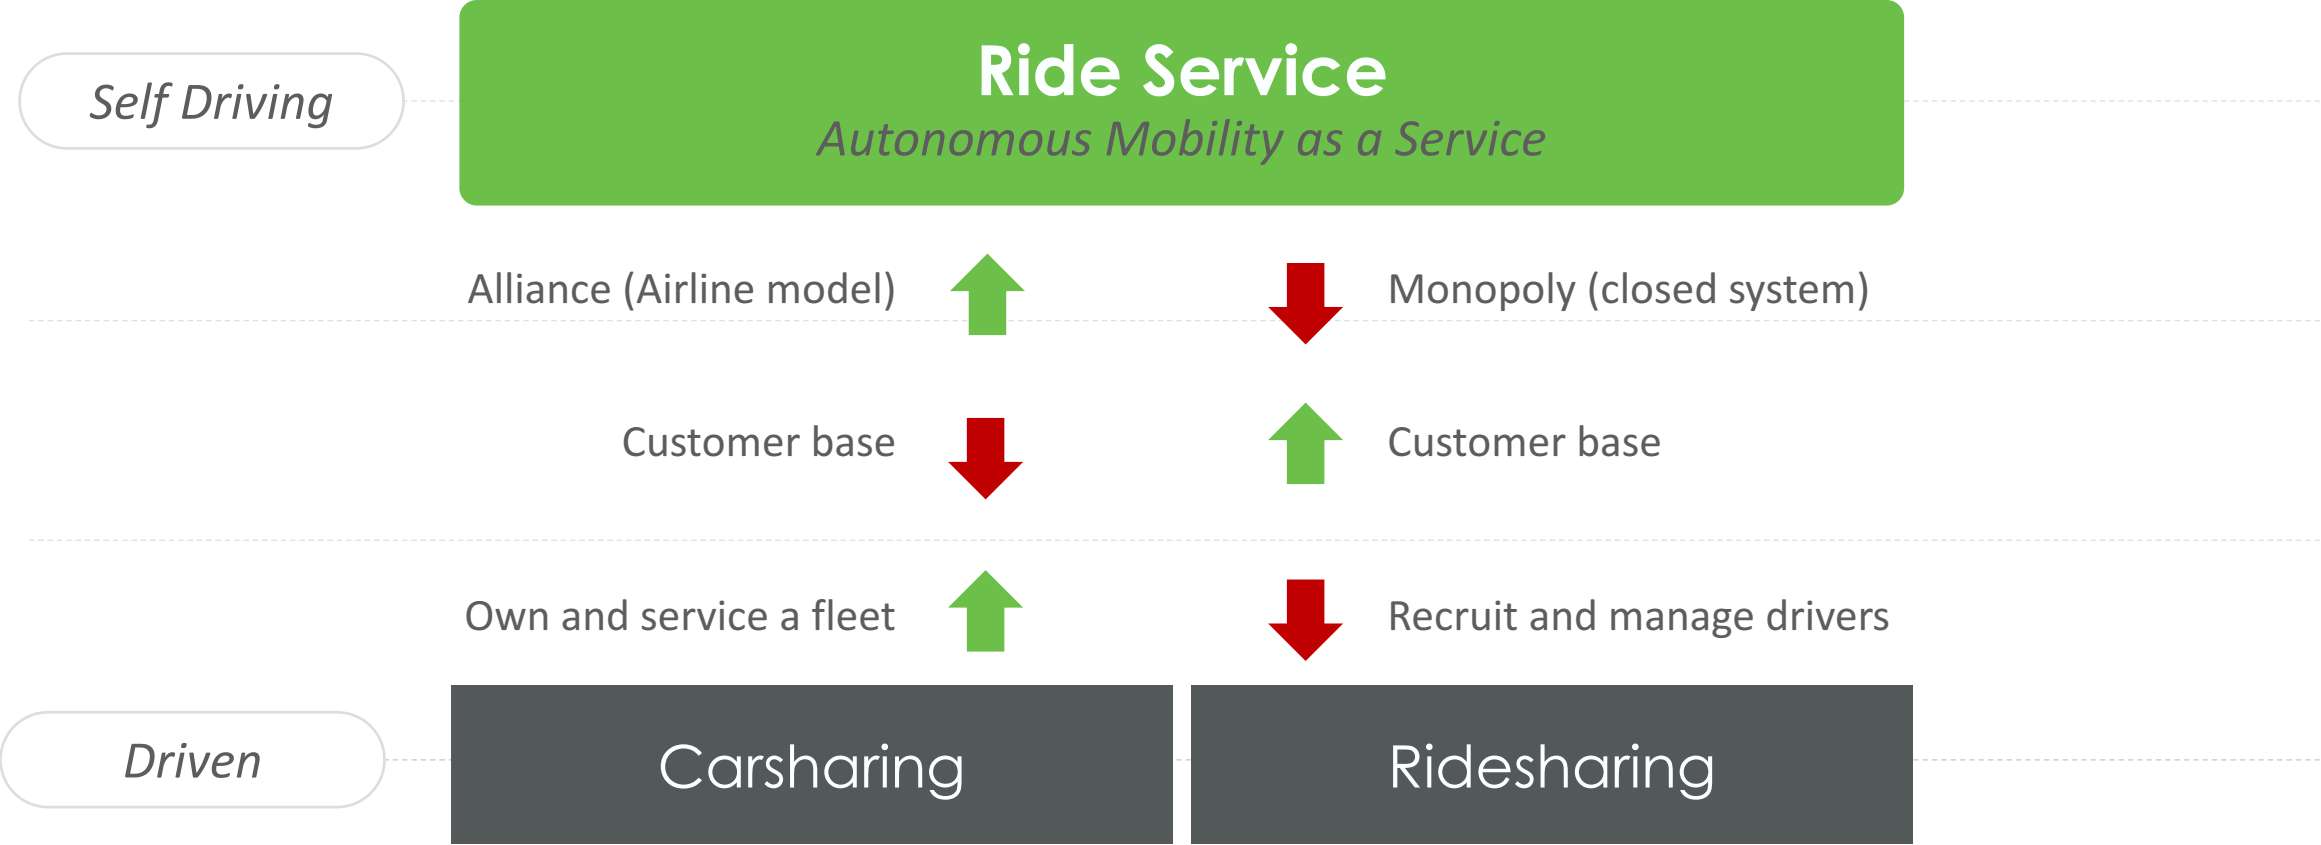 Ride Service
Self Driving
Autonomous Mobility as a Service
Alliance (Airline model)
Monopoly (closed system)
Customer base
Customer base
Own and service a fleet
Recruit and manage drivers
Driven
Carsharing
Ridesharing